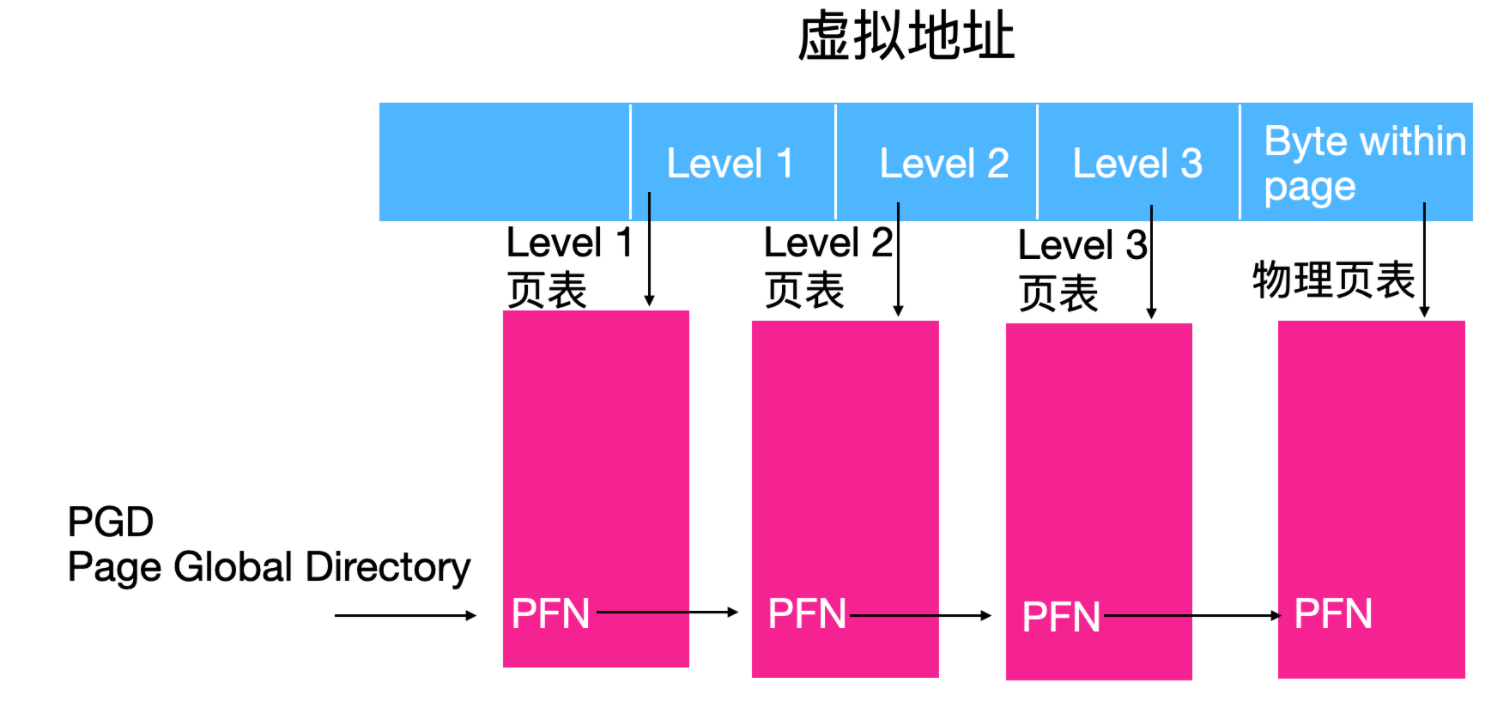 虚拟地址
Level 1
Level 2
Level 3
Byte within
page
Level 1
页表
Level 2
页表
Level 3
页表
物理页表
PGD
Page Global Directory
PFN
PFN
PFN
PFN